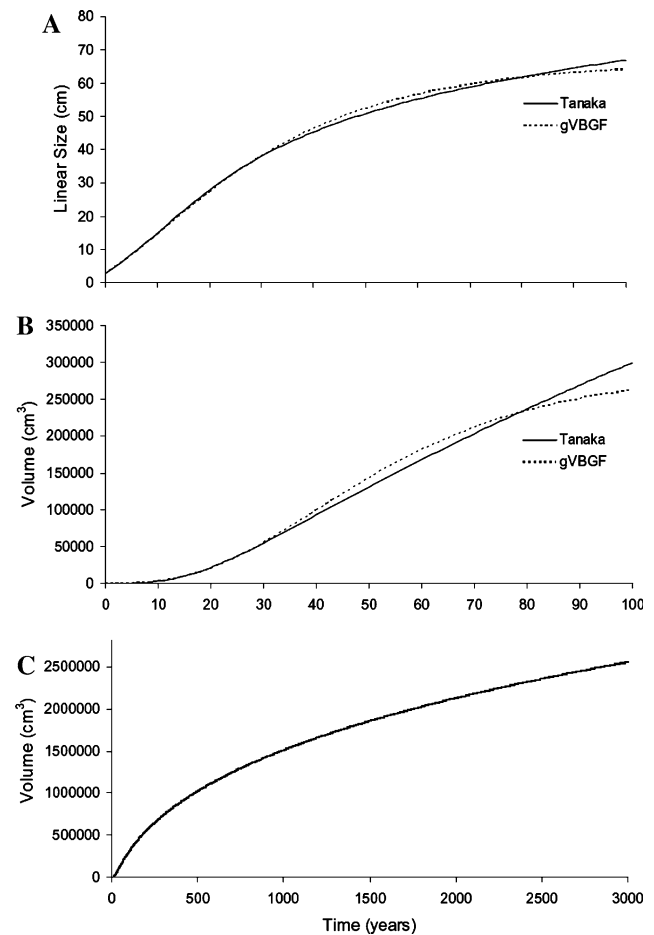 A
Linear Size (cm)
80
70
60
50
40
30
20
10
0
Tanaka
gVBGF
B
Volume (cm³)
350000
300000
250000
200000
150000
100000
50000
0
Tanaka
gVBGF
0 10 20 30 40 50 60 70 80 90 100
C
Volume (cm³)
2500000
2000000
1500000
1000000
500000
0
0 500 1000 1500 2000 2500 3000
Time (years)